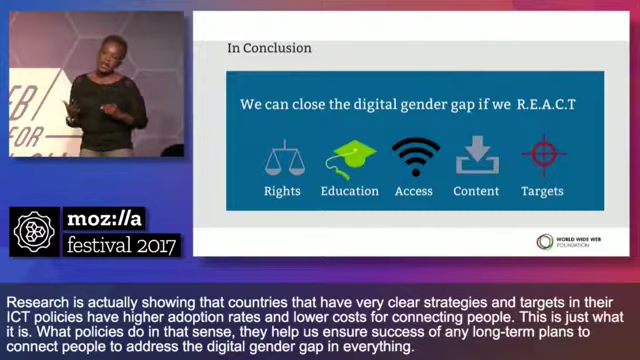 In Conclusion
We can close the digital gender gap if we R.E.A.C.T
Rights
Education
Access
Content
Targets
WORLD WIDE WEB
FOUNDATION
EB
FOR
moz://a
festival 2017
Research is actually showing that countries that have very clear strategies and targets in their
ICT policies have higher adoption rates and lower costs for connecting people. This is just what
it is. What policies do in that sense, they help us ensure success of any long-term plans to
connect people to address the digital gender gap in everything.